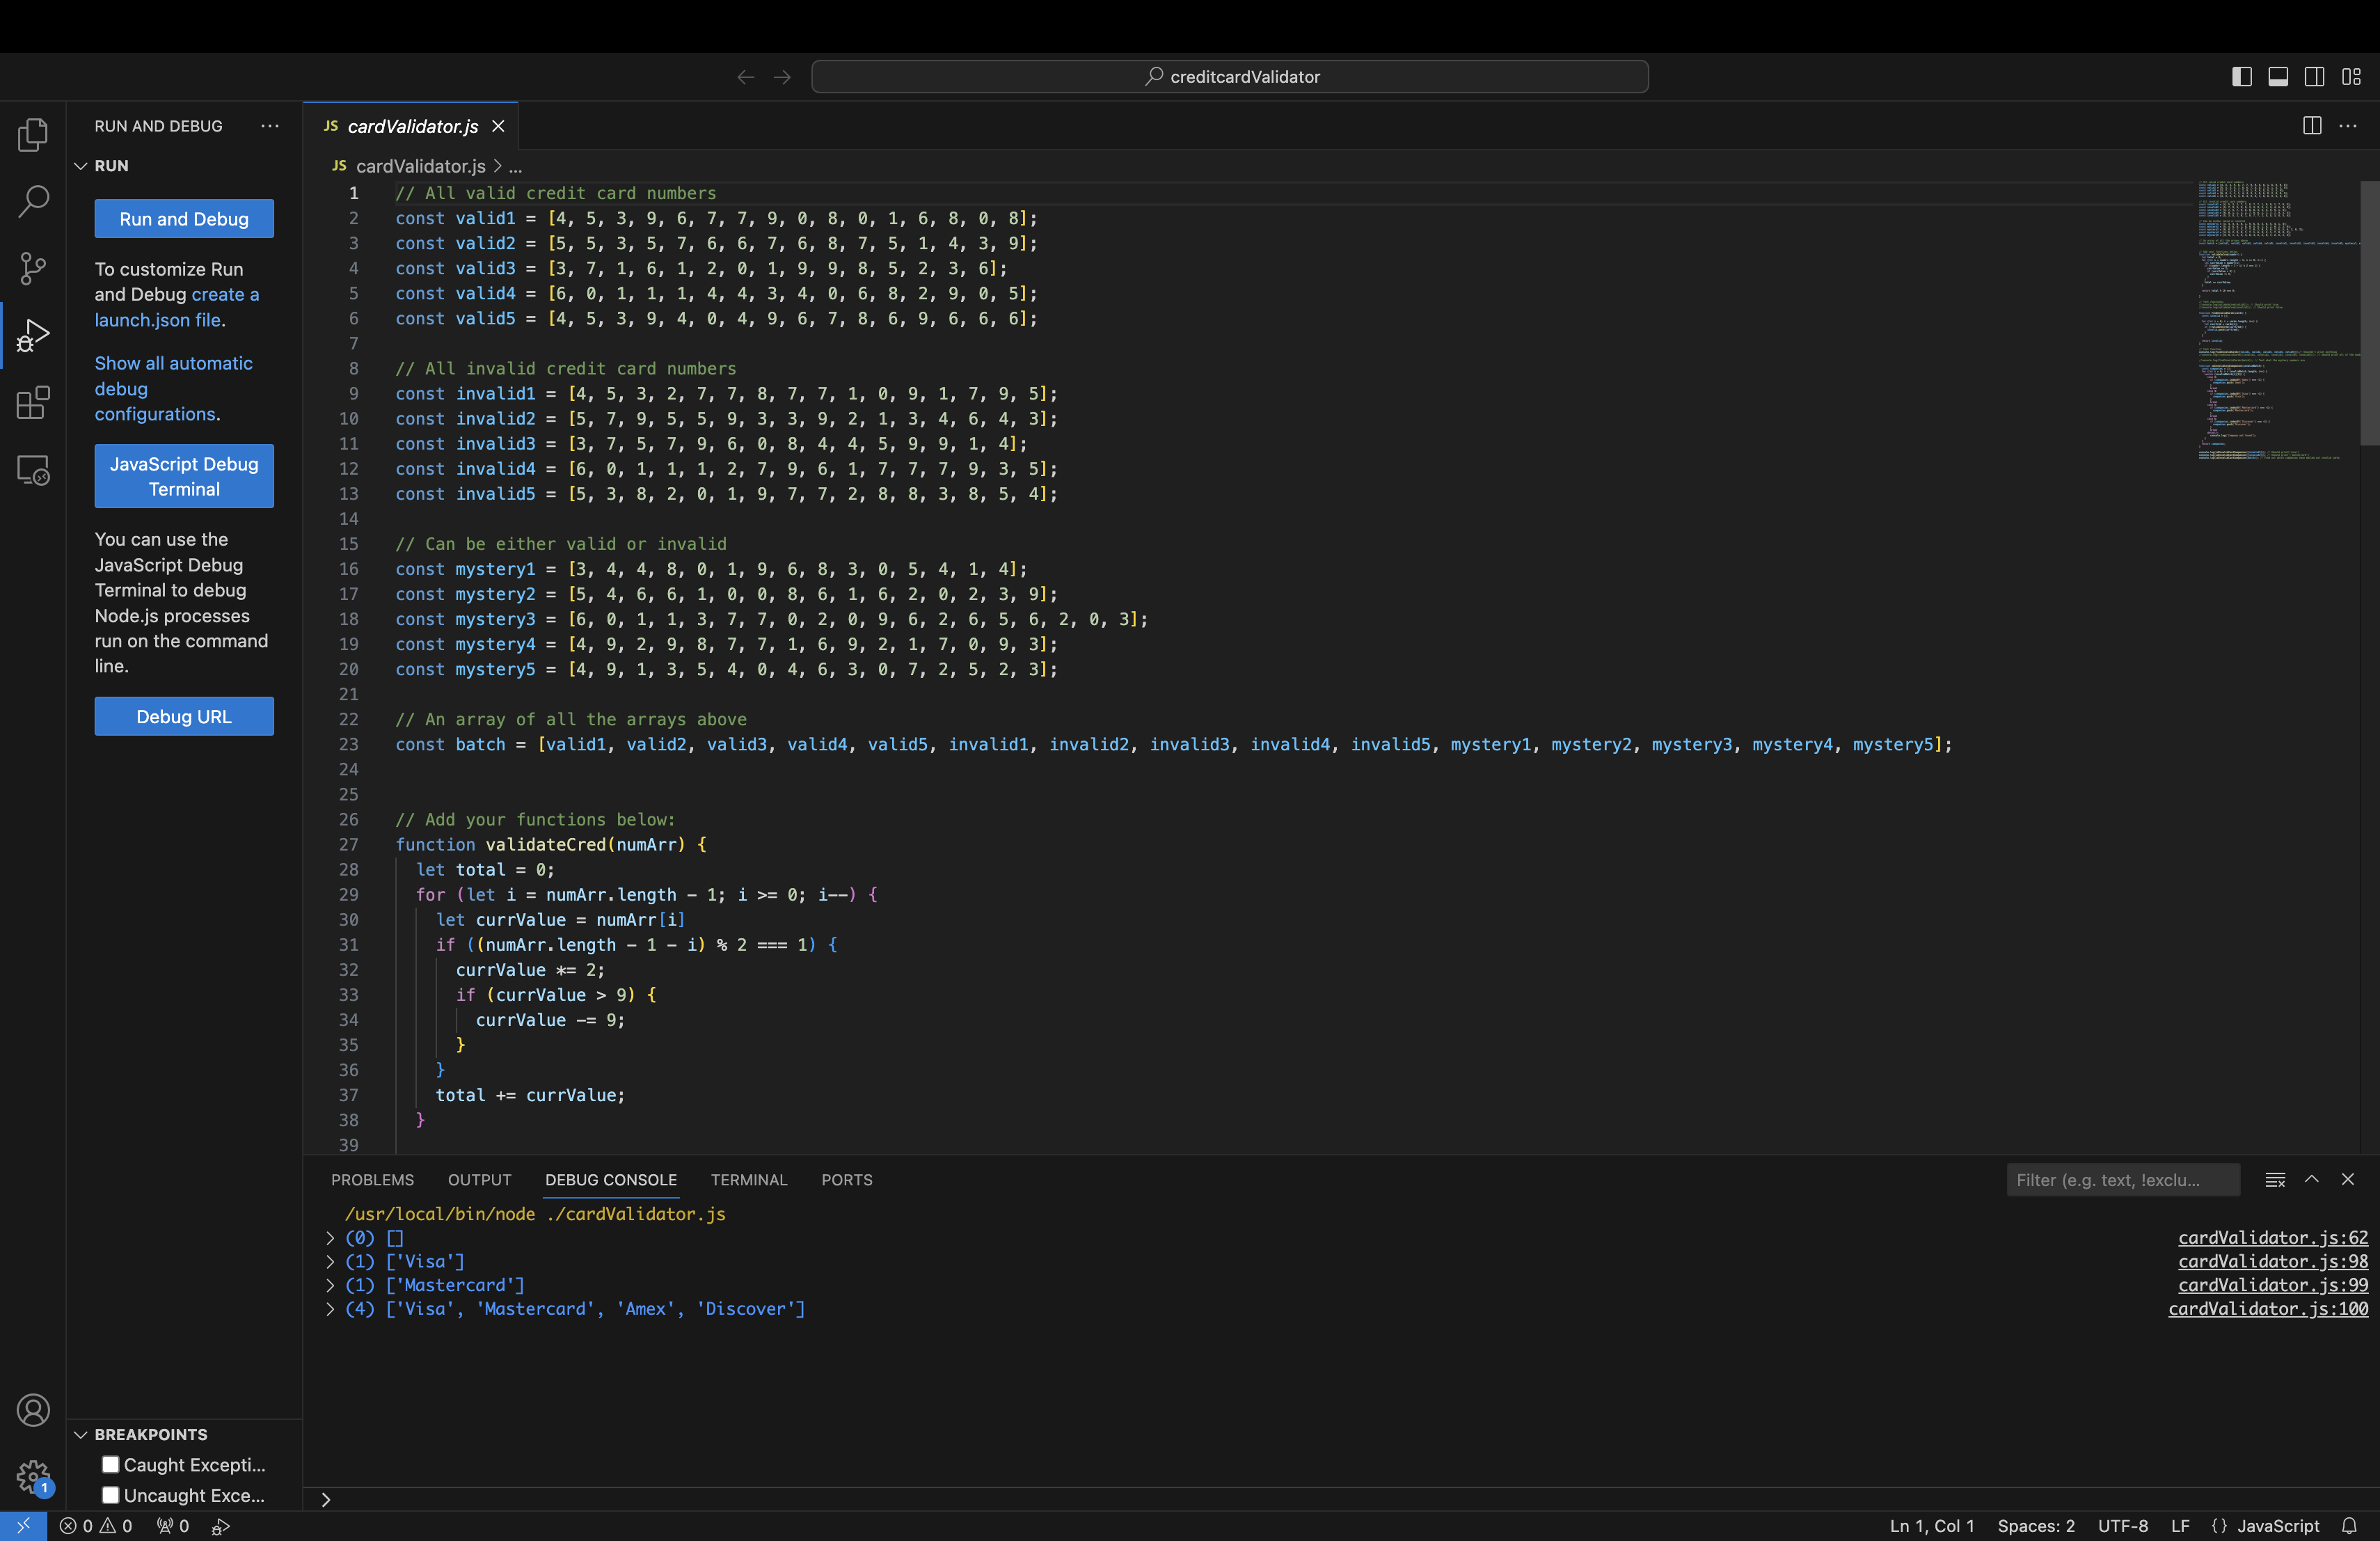 creditcardValidator
RUN AND DEBUG
RUN
Run and Debug
To customize Run
and Debug create a
launch.json file.
Show all automatic
debug
configurations.
JavaScript Debug
Terminal
You can use the
JavaScript Debug
Terminal to debug
Node.js processes
run on the command
line.
Debug URL
BREAKPOINTS
Caught Excepti...
Uncaught Exce...
JS cardValidator.js
JS cardValidator.js > ...
1 // All valid credit card numbers
2 const valid1 = [4, 5, 3, 9, 6, 7, 7, 9, 0, 8, 0, 1, 6, 8, 0, 8];
3 const valid2 = [5, 5, 3, 5, 7, 6, 6, 7, 6, 8, 7, 5, 1, 4, 3, 9];
4 const valid3 = [3, 7, 1, 6, 1, 2, 0, 1, 9, 9, 8, 5, 2, 3, 6];
5 const valid4 = [6, 0, 1, 1, 1, 4, 4, 3, 4, 0, 6, 8, 2, 9, 0, 5];
6 const valid5 = [4, 5, 3, 9, 4, 0, 4, 9, 6, 7, 8, 6, 9, 6, 6, 6];
7
8 // All invalid credit card numbers
9 const invalid1 = [4, 5, 3, 2, 7, 7, 8, 7, 7, 1, 0, 9, 1, 7, 9, 5];
10 const invalid2 = [5, 7, 9, 5, 5, 9, 3, 3, 9, 2, 1, 3, 4, 6, 4, 3];
11 const invalid3 = [3, 7, 5, 7, 9, 6, 0, 8, 4, 4, 5, 9, 9, 1, 4];
12 const invalid4 = [6, 0, 1, 1, 1, 2, 7, 9, 6, 1, 7, 7, 7, 9, 3, 5];
13 const invalid5 = [5, 3, 8, 2, 0, 1, 9, 7, 7, 2, 8, 8, 3, 8, 5, 4];
14
15 // Can be either valid or invalid
16 const mystery1 = [3, 4, 4, 8, 0, 1, 9, 6, 8, 3, 0, 5, 4, 1, 4];
17 const mystery2 = [5, 4, 6, 6, 1, 0, 0, 8, 6, 1, 6, 2, 0, 2, 3, 9];
18 const mystery3 = [6, 0, 1, 1, 3, 7, 7, 0, 2, 0, 9, 6, 2, 6, 5, 6, 2, 0, 3];
19 const mystery4 = [4, 9, 2, 9, 8, 7, 7, 1, 6, 9, 2, 1, 7, 0, 9, 3];
20 const mystery5 = [4, 9, 1, 3, 5, 4, 0, 4, 6, 3, 0, 7, 2, 5, 2, 3];
21
22 // An array of all the arrays above
23 const batch = [valid1, valid2, valid3, valid4, valid5, invalid1, invalid2, invalid3, invalid4, invalid5, mystery1, mystery2, mystery3, mystery4, mystery5];
24
25
26 // Add your functions below:
27 function validateCred(numArr) {
28 let total = 0;
29 for (let i = numArr.length - 1; i >= 0; i--) {
30 let currValue = numArr[i]
31 if ((numArr.length - 1 - i) % 2 === 1) {
32 currValue *= 2;
33 if (currValue > 9) {
34 currValue -= 9;
35 }
36 }
37 total += currValue;
38 }
39
PROBLEMS OUTPUT DEBUG CONSOLE TERMINAL PORTS Filter (e.g. text, !exclu...
/usr/local/bin/node ./cardValidator.js
> (0) [] cardValidator.js:62
> (1) ['Visa'] cardValidator.js:98
> (1) ['Mastercard'] cardValidator.js:99
> (4) ['Visa', 'Mastercard', 'Amex', 'Discover'] cardValidator.js:100
>
1
0 0 0 Ln 1, Col 1 Spaces: 2 UTF-8 LF {} JavaScript